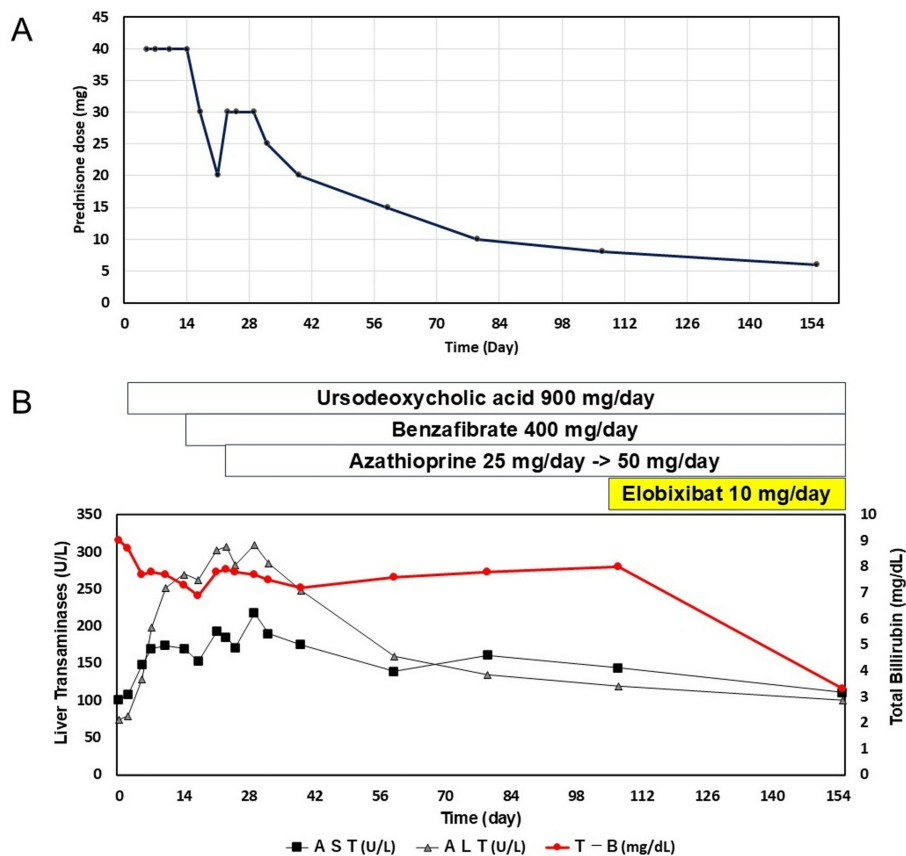 A
Prednisone dose (mg)
45
40
35
30
25
20
15
10
5
0
0 14 28 42 56 70 84 98 112 126 140 154
Time (Day)
B
Ursodeoxycholic acid 900 mg/day
Benzafibrate 400 mg/day
Azathioprine 25 mg/day -> 50 mg/day
Elobixibat 10 mg/day
Liver Transaminases (U/L)
350
300
250
200
150
100
50
0
10
9
8
7
6
5
4
3
2
1
0
Total Billirubin (mg/dL)
0 14 28 42 56 70 84 98 112 126 140 154
Time (day)
AST(U/L) ALT(U/L) T-B(mg/dL)